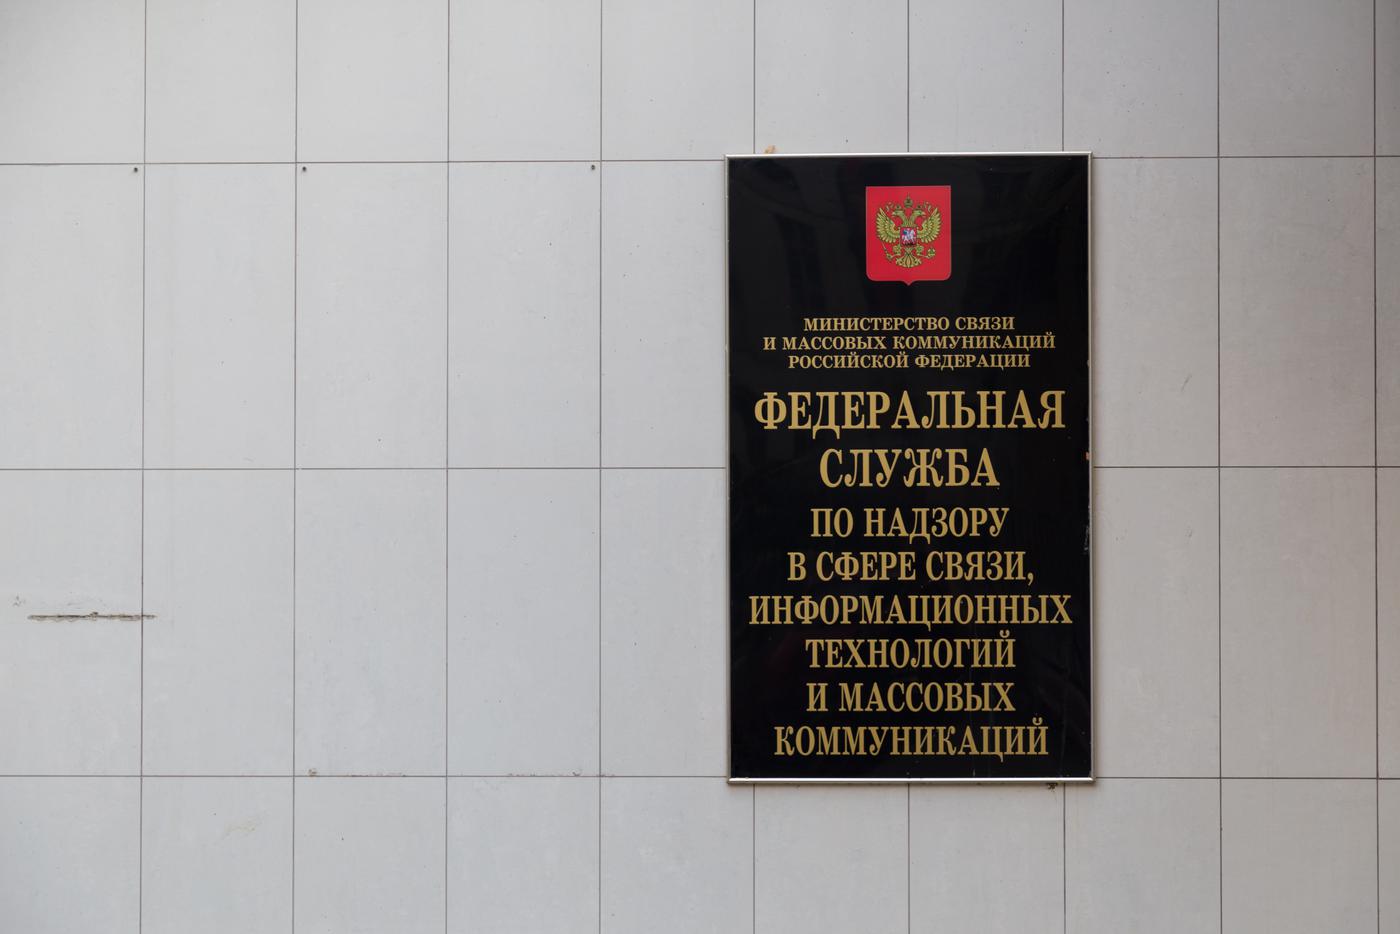 МИНИСТЕРСТВО СВЯЗИ
И МАССОВЫХ КОММУНИКАЦИЙ
РОССИЙСКОЙ ФЕДЕРАЦИИ
ФЕДЕРАЛЬНАЯ
СЛУЖБА
ПО НАДЗОРУ
В СФЕРЕ СВЯЗИ,
ИНФОРМАЦИОННЫХ
ТЕХНОЛОГИЙ
И МАССОВЫХ
КОММУНИКАЦИЙ